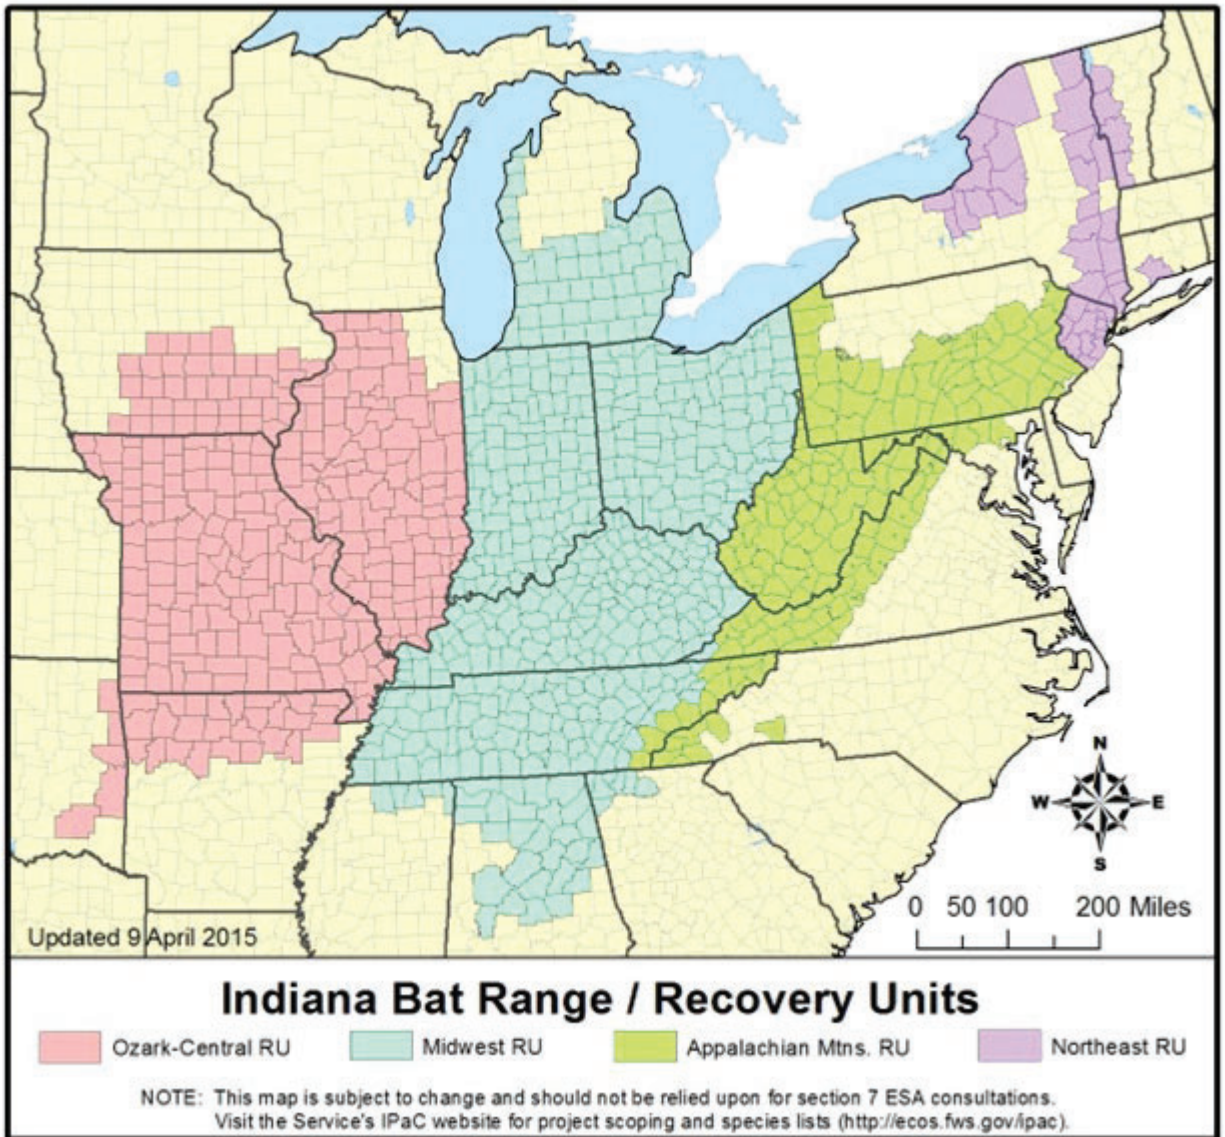 N
W E
S
0 50 100 200 Miles
Updated 9 April 2015
Indiana Bat Range / Recovery Units
Ozark-Central RU Midwest RU Appalachian Mtns. RU Northeast RU
NOTE: This map is subject to change and should not be relied upon for section 7 ESA consultations.
Visit the Service's IPaC website for project scoping and species lists (http://ecos.fws.gov/ipac).